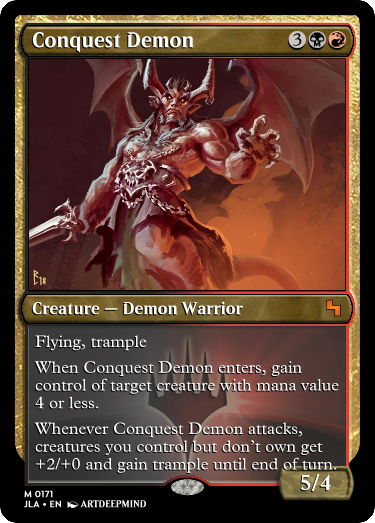 Conquest Demon 3
Creature — Demon Warrior
Flying, trample
When Conquest Demon enters, gain
control of target creature with mana value
4 or less.
Whenever Conquest Demon attacks,
creatures you control but don't own get
+2/+0 and gain trample until end of turn.
5/4
M 0171
JLA • EN ARTDEEPMIND